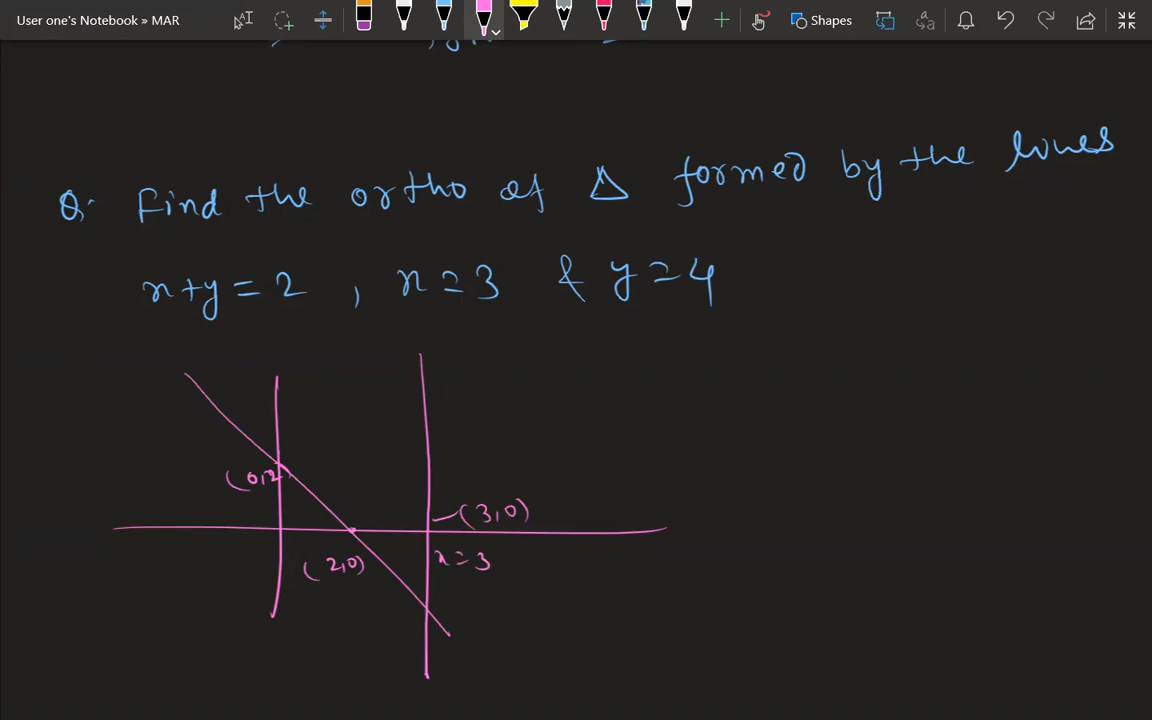 User one's Notebook » MAR
Shapes
Q. Find the ortho of Δ formed by the lines
x+y=2, x=3 & y=4
(0,2)
(3,0)
(2,0)
x=3